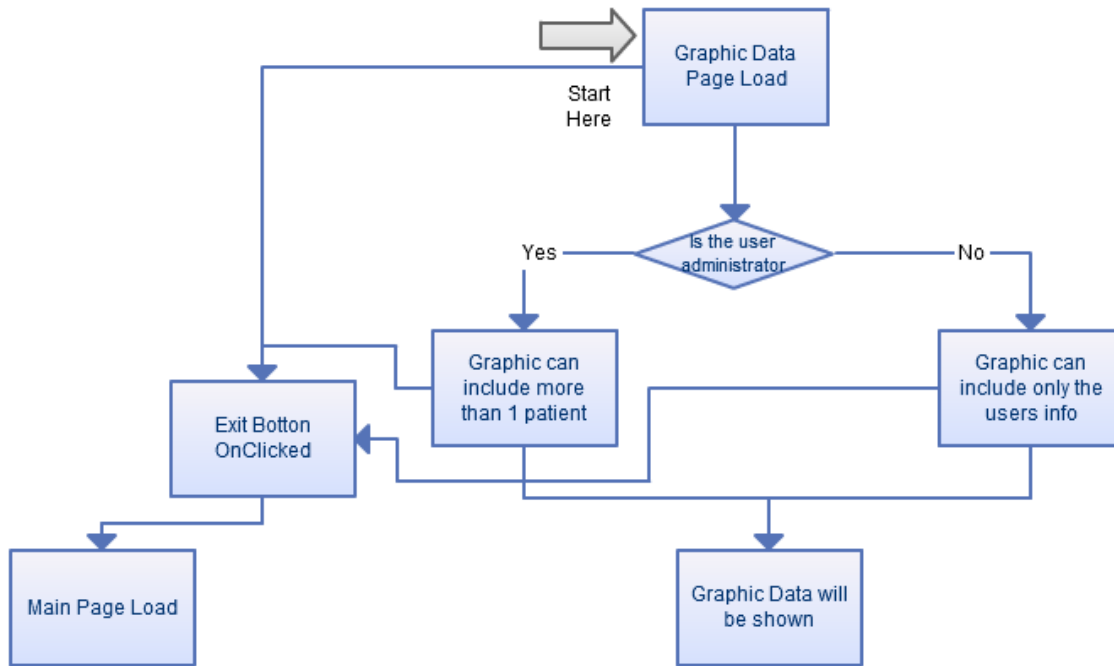 Graphic Data
Page Load
Start
Here
Is the user
administrator
Yes
No
Graphic can
include more
than 1 patient
Graphic can
include only the
users info
Exit Botton
OnClicked
Main Page Load
Graphic Data will
be shown